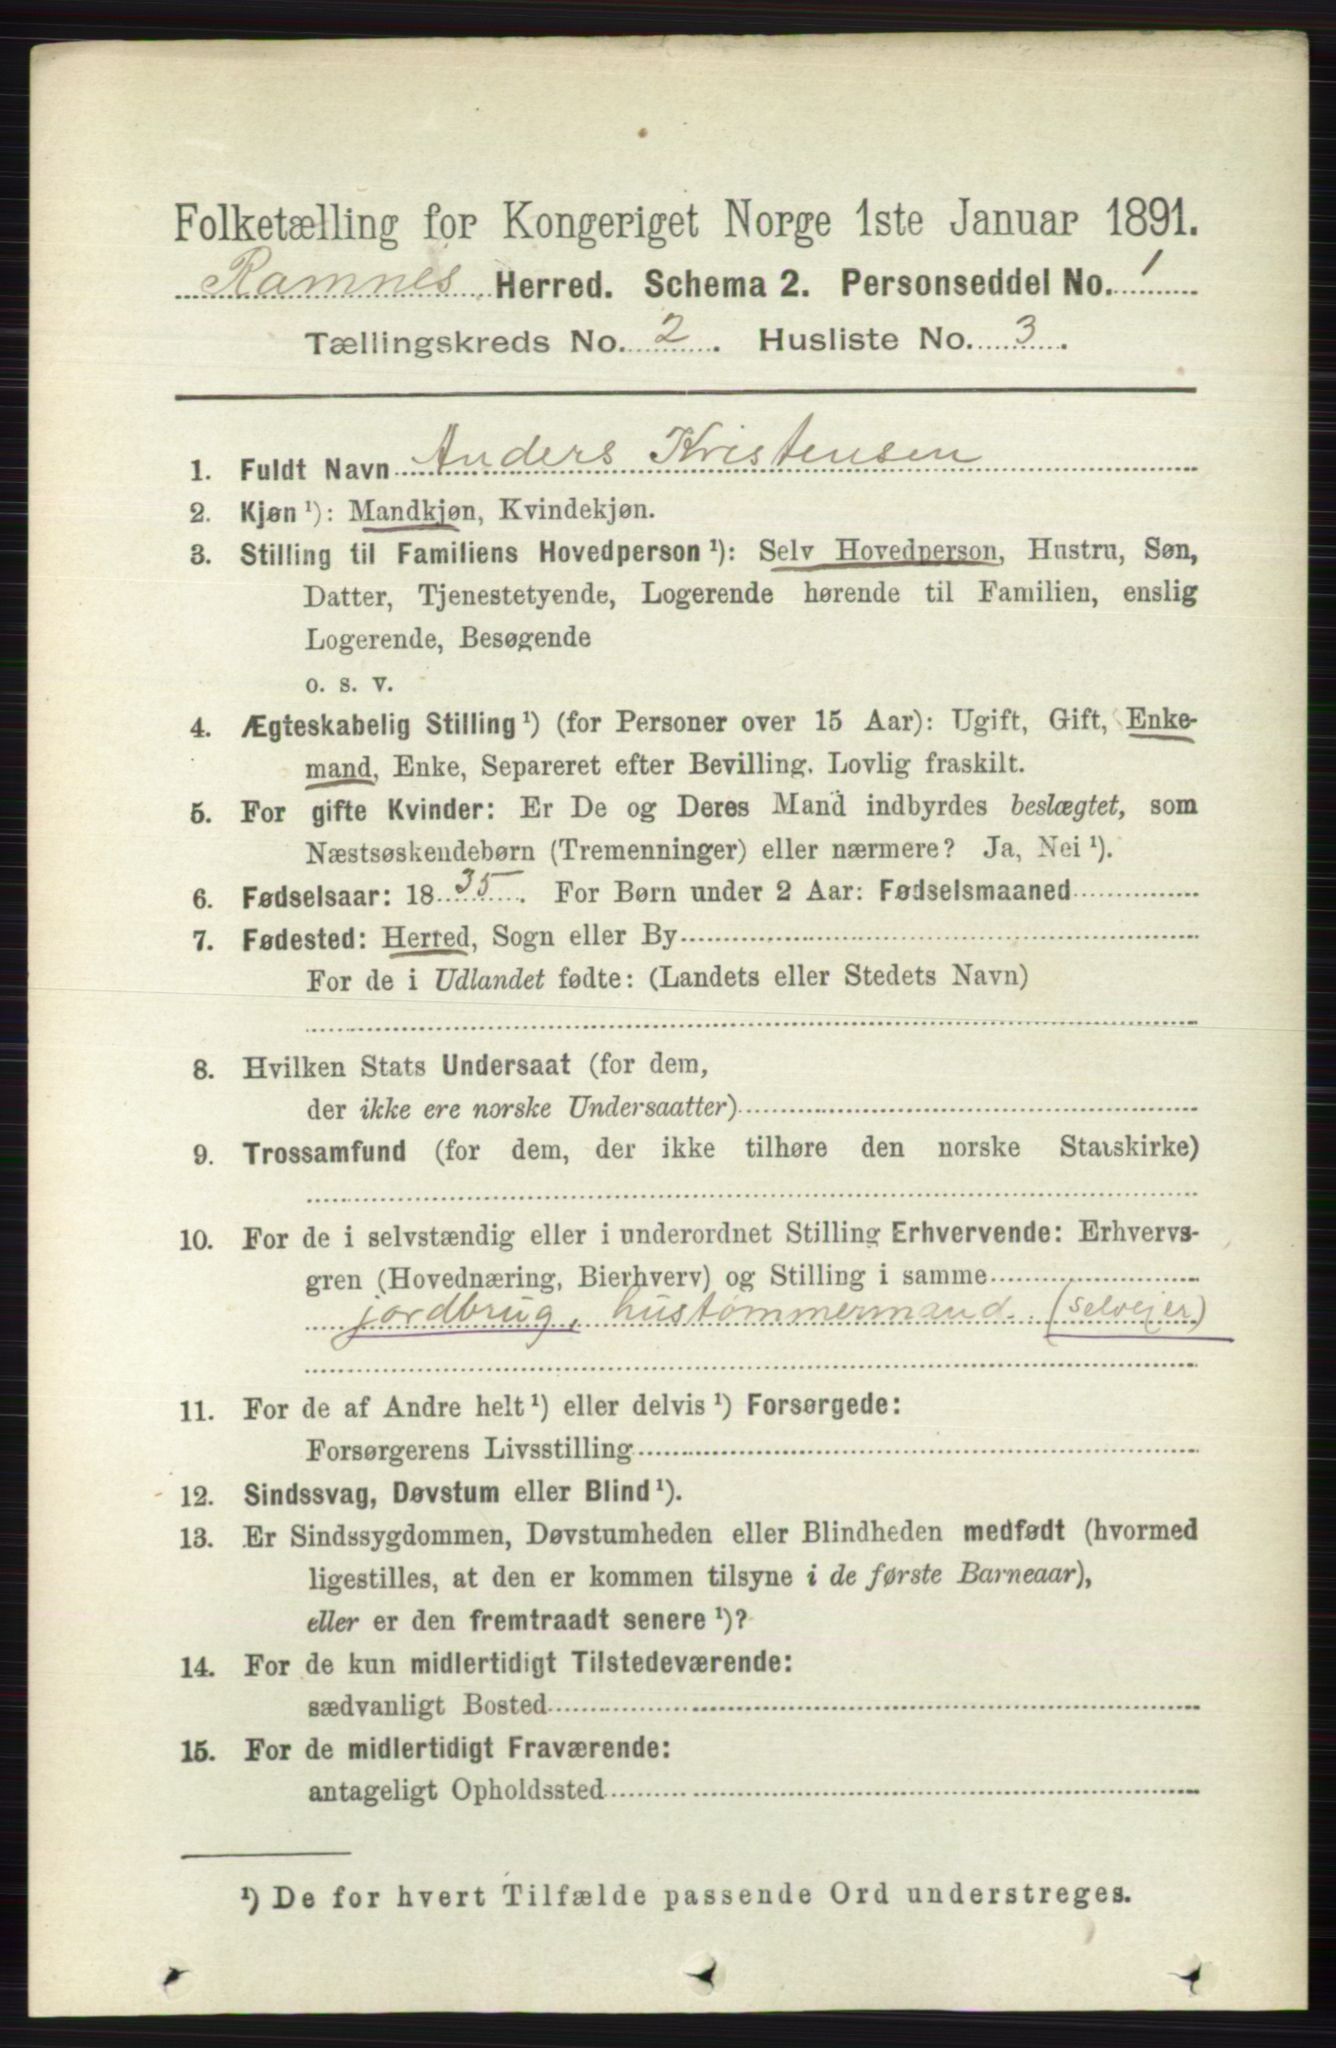 Folketælling for Kongeriget Norge 1ste Januar 1891.
Ramnes Herred. Schema 2. Personseddel No. 1
Tællingskreds No. 2. Husliste No. 3.
1. Fuldt Navn Anders Kristensen
2. Kjøn ¹): Mandkjøn, Kvindekjøn.
3. Stilling til Familiens Hovedperson ¹): Selv Hovedperson, Hustru, Søn,
Datter, Tjenestetyende, Logerende hørende til Familien, enslig
Logerende, Besøgende
o. s. v.
4. Ægteskabelig Stilling ¹) (for Personer over 15 Aar): Ugift, Gift, Enke-
mand, Enke, Separeret efter Bevilling. Lovlig fraskilt.
5. For gifte Kvinder: Er De og Deres Mand indbyrdes beslægtet, som
Næstsøskendebørn (Tremenninger) eller nærmere? Ja, Nei ¹).
6. Fødselsaar: 18 35. For Børn under 2 Aar: Fødselsmaaned
7. Fødested: Herred, Sogn eller By
For de i Udlandet fødte: (Landets eller Stedets Navn)
8. Hvilken Stats Undersaat (for dem,
der ikke ere norske Undersaatter)
9. Trossamfund (for dem, der ikke tilhøre den norske Statskirke)
10. For de i selvstændig eller i underordnet Stilling Erhvervende: Erhvervs-
gren (Hovednæring, Bierhverv) og Stilling i samme
jordbrug, hustømmermand. (selvejer)
11. For de af Andre helt ¹) eller delvis ¹) Forsørgede:
Forsørgerens Livsstilling
12. Sindssvag, Døvstum eller Blind ¹).
13. Er Sindssygdommen, Døvstumheden eller Blindheden medfødt (hvormed
ligestilles, at den er kommen tilsyne i de første Barneaar),
eller er den fremtraadt senere ¹)?
14. For de kun midlertidigt Tilstedeværende:
sædvanligt Bosted
15. For de midlertidigt Fraværende:
antageligt Opholdssted
¹) De for hvert Tilfælde passende Ord understreges.